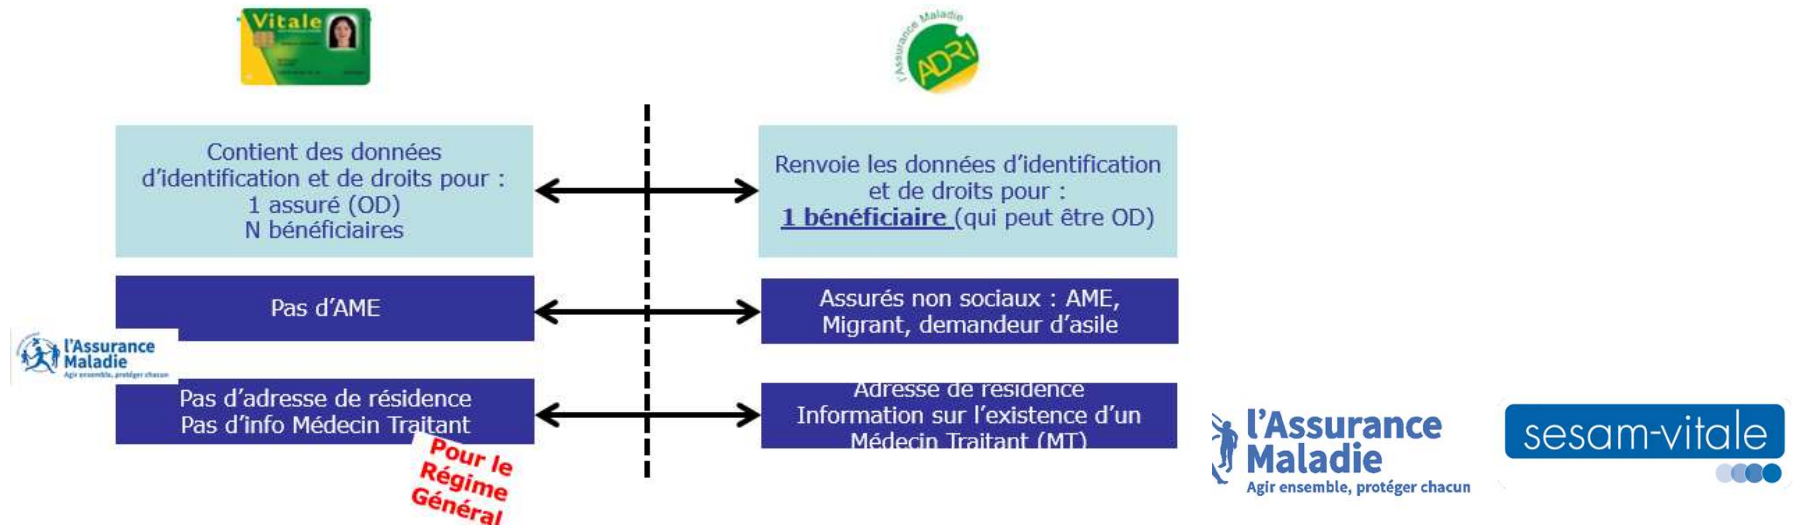 Vitale
l'Assurance Maladie
ADRI
Contient des données
d'identification et de droits pour :
1 assuré (OD)
N bénéficiaires
Renvoie les données d'identification
et de droits pour :
1 bénéficiaire (qui peut être OD)
Pas d'AME
Assurés non sociaux : AME,
Migrant, demandeur d'asile
l'Assurance
Maladie
Agir ensemble, protéger chacun
Pas d'adresse de résidence
Pas d'info Médecin Traitant
Adresse de résidence
Information sur l'existence d'un
Médecin Traitant (MT)
Pour le
Régime
Général
l'Assurance
Maladie
Agir ensemble, protéger chacun
sesam-vitale